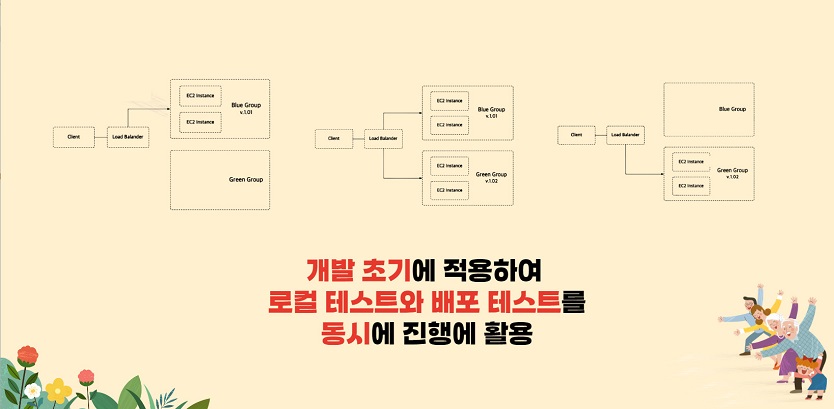 Client
Load Balander
EC2 Instance
EC2 Instance
Blue Group
v.1.01
Green Group
Client
Load Balander
EC2 Instance
EC2 Instance
Blue Group
v.1.01
EC2 Instance
EC2 Instance
Green Group
v.1.02
Client
Load Balander
Blue Group
EC2 Instance
EC2 Instance
Green Group
v.1.02
개발 초기에 적용하여
로컬 테스트와 배포 테스트를
동시에 진행에 활용